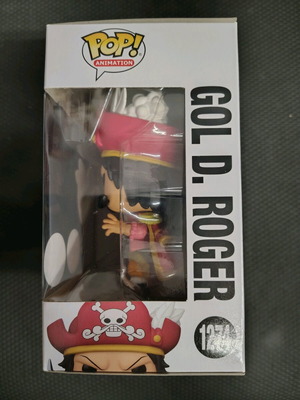 POP!
ANIMATION
GOL D. ROGER
1274